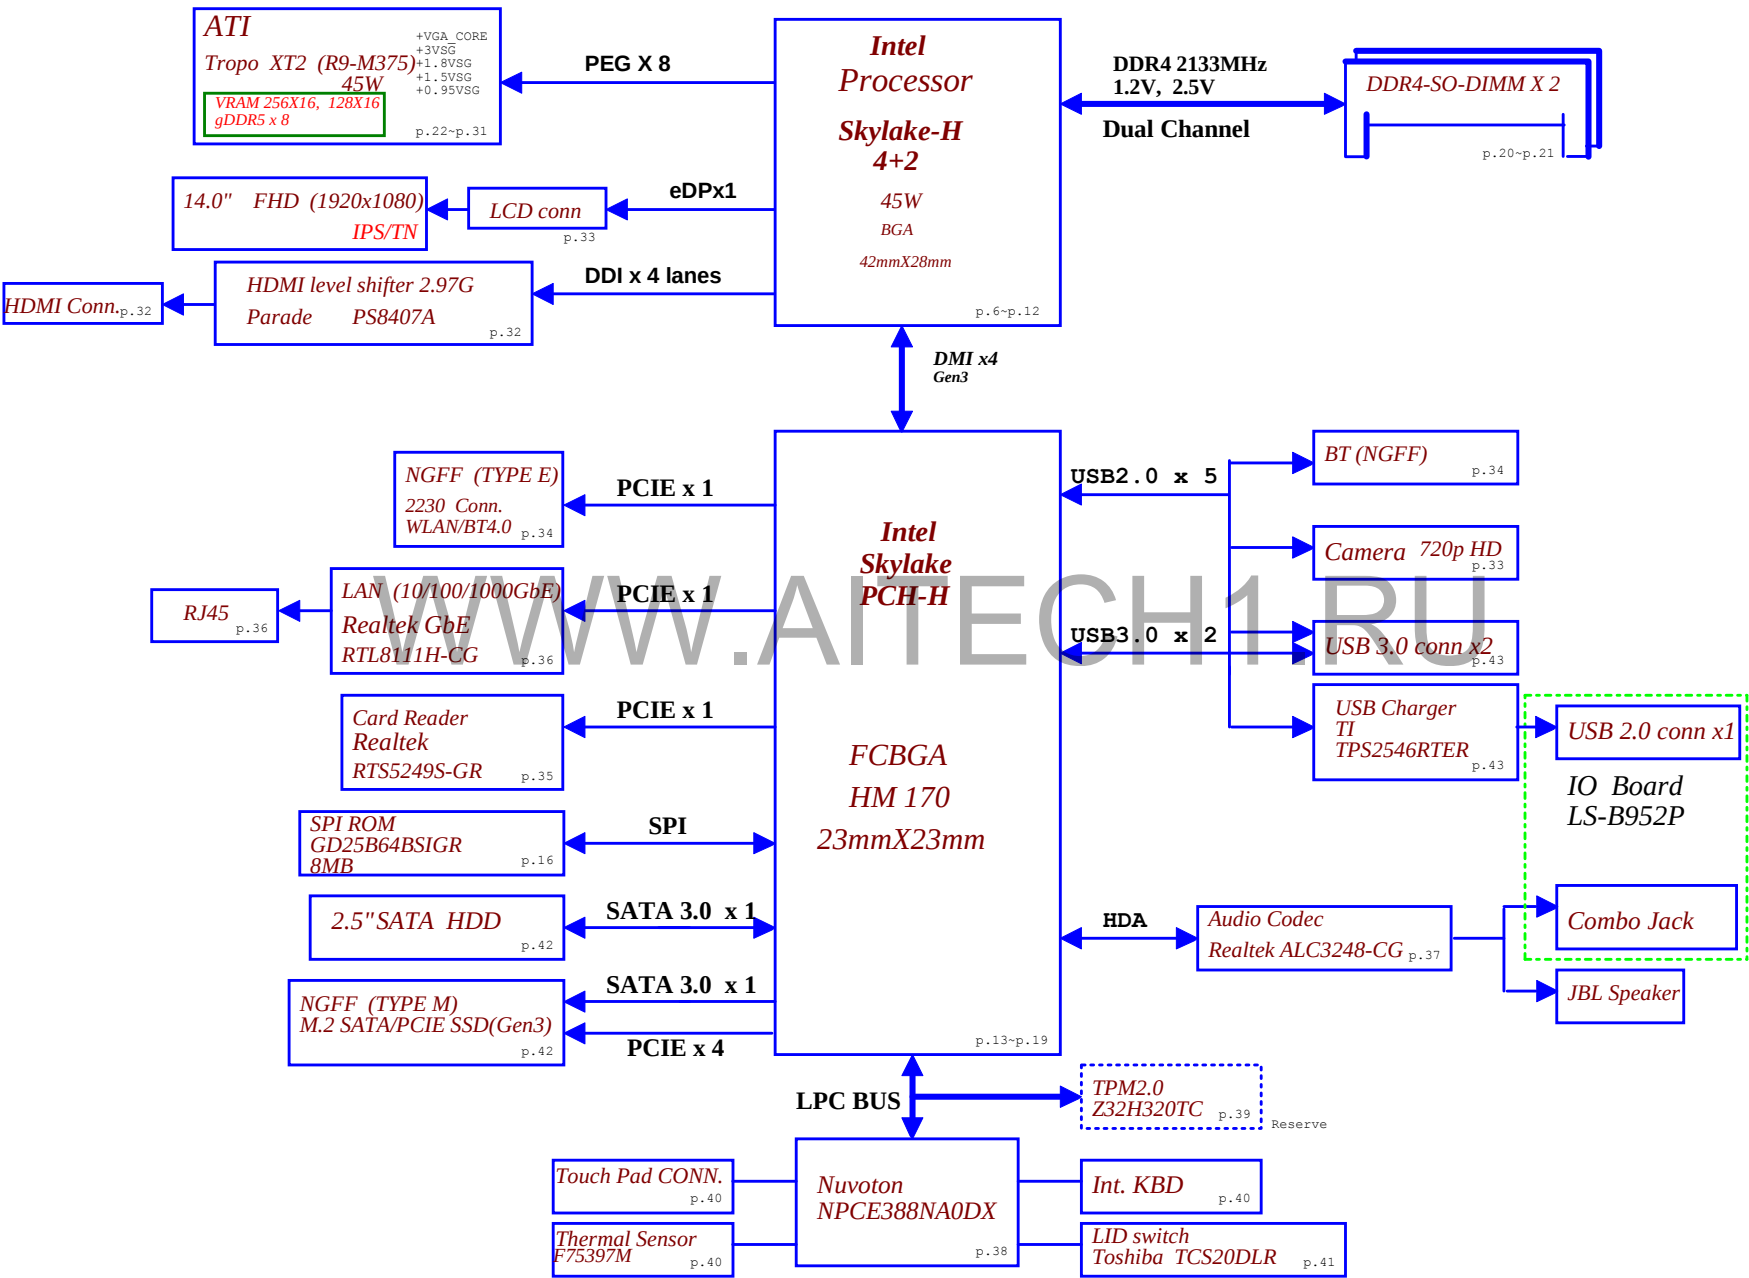 ATI
+VGA_CORE
+3VSG
Tropo XT2 (R9-M375)
+1.8VSG
45W
+1.5VSG
+0.95VSG
VRAM 256X16, 128X16
gDDR5 x 8
p.22~p.31
PEG X 8
Intel
Processor
Skylake-H
4+2
45W
BGA
42mmX28mm
p.6~p.12
DDR4 2133MHz
1.2V, 2.5V
Dual Channel
DDR4-SO-DIMM X 2
p.20~p.21
14.0" FHD (1920x1080)
IPS/TN
LCD conn
p.33
eDPx1
HDMI Conn.
p.32
HDMI level shifter 2.97G
Parade PS8407A
p.32
DDI x 4 lanes
DMI x4
Gen3
NGFF (TYPE E)
2230 Conn.
WLAN/BT4.0
p.34
PCIE x 1
RJ45
p.36
LAN (10/100/1000GbE)
Realtek GbE
RTL8111H-CG
p.36
PCIE x 1
Card Reader
Realtek
RTS5249S-GR
p.35
PCIE x 1
SPI ROM
GD25B64BSIGR
8MB
p.16
SPI
2.5"SATA HDD
p.42
SATA 3.0 x 1
NGFF (TYPE M)
M.2 SATA/PCIE SSD(Gen3)
p.42
SATA 3.0 x 1
PCIE x 4
Intel
Skylake
PCH-H
FCBGA
HM 170
23mmX23mm
p.13~p.19
WWW.AITECH1.RU
USB2.0 x 5
BT (NGFF)
p.34
Camera 720p HD
p.33
USB3.0 x 2
USB 3.0 conn x2
p.43
USB Charger
TI
TPS2546RTER
p.43
USB 2.0 conn x1
IO Board
LS-B952P
HDA
Audio Codec
Realtek ALC3248-CG
p.37
Combo Jack
JBL Speaker
LPC BUS
TPM2.0
Z32H320TC
p.39
Reserve
Touch Pad CONN.
p.40
Thermal Sensor
F75397M
p.40
Nuvoton
NPCE388NA0DX
p.38
Int. KBD
p.40
LID switch
Toshiba TCS20DLR
p.41